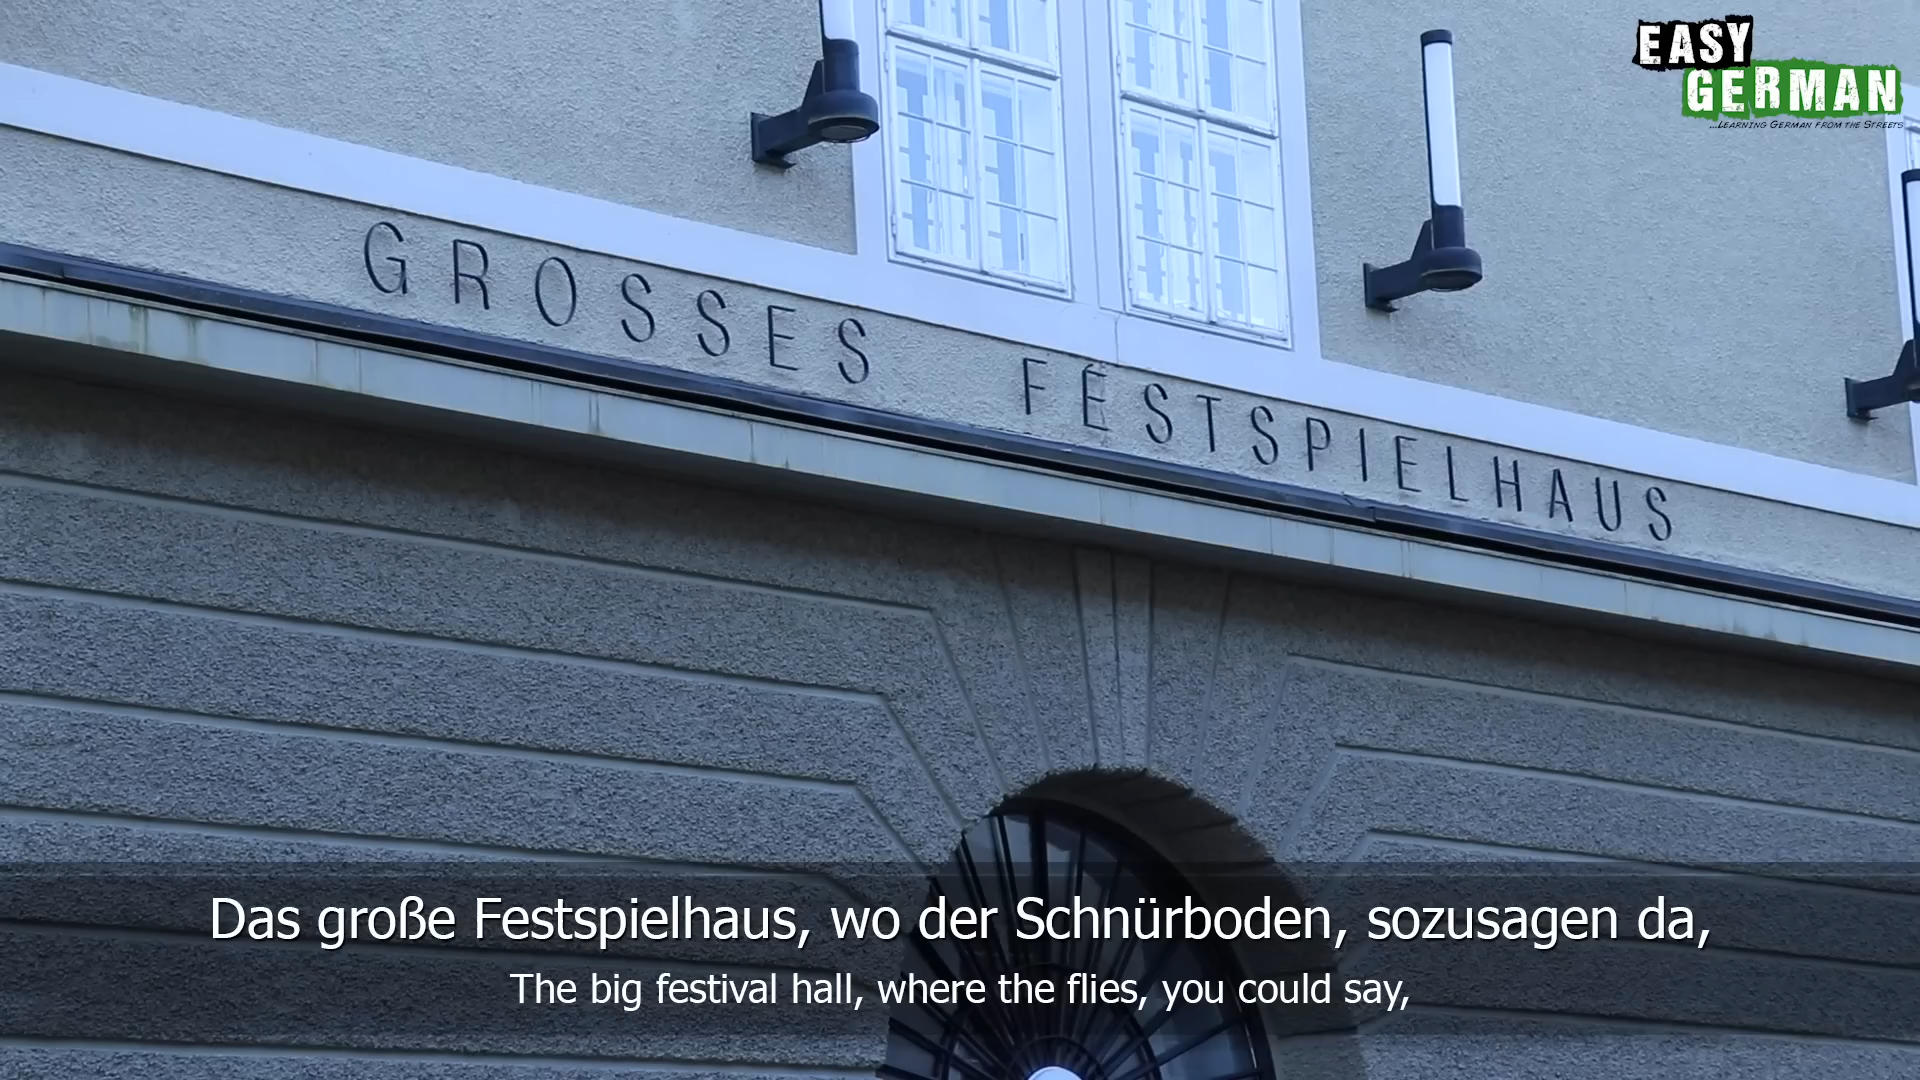 EASY
GERMAN
...LEARNING GERMAN FROM THE STREETS
GROSSES FESTSPIELHAUS
Das große Festspielhaus, wo der Schnürboden, sozusagen da,
The big festival hall, where the flies, you could say,